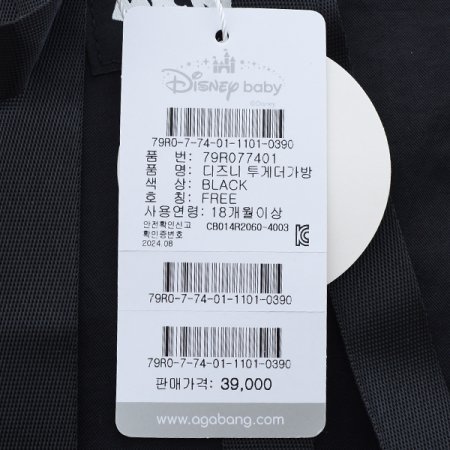 Disney baby
©Disney
79R0-7-74-01-1101-0390
품 번: 79R077401
품 명: 디즈니 투게더가방
색 상: BLACK
호 칭: FREE
사용연령: 18개월이상
안전확인신고
확인증번호 CB014R2060-4003
2024.08
79R0-7-74-01-1101-0390
79R0-7-74-01-1101-0390
판매가격: 39,000
www.agabang.com